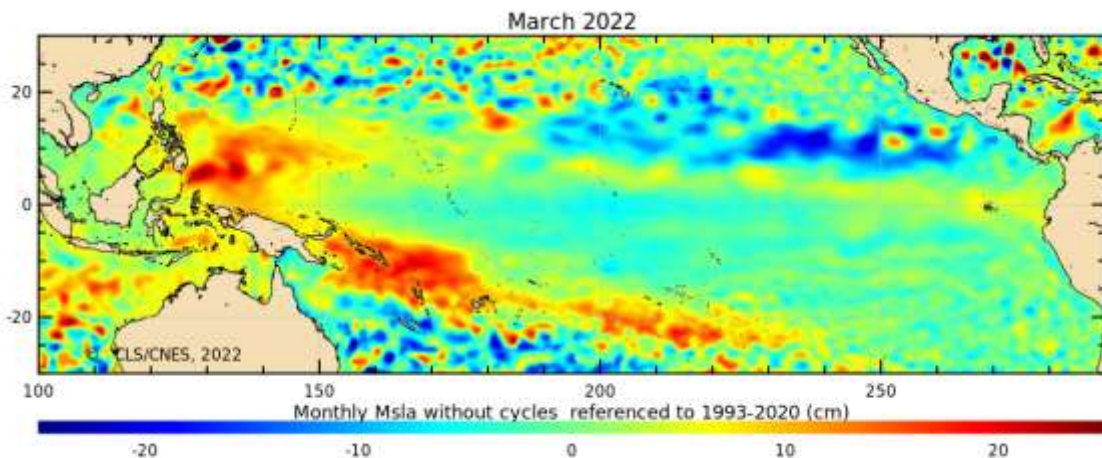 March 2022
20
0
-20
CLS/CNES, 2022
100 150 200 250
Monthly Msla without cycles referenced to 1993-2020 (cm)
-20 -10 0 10 20